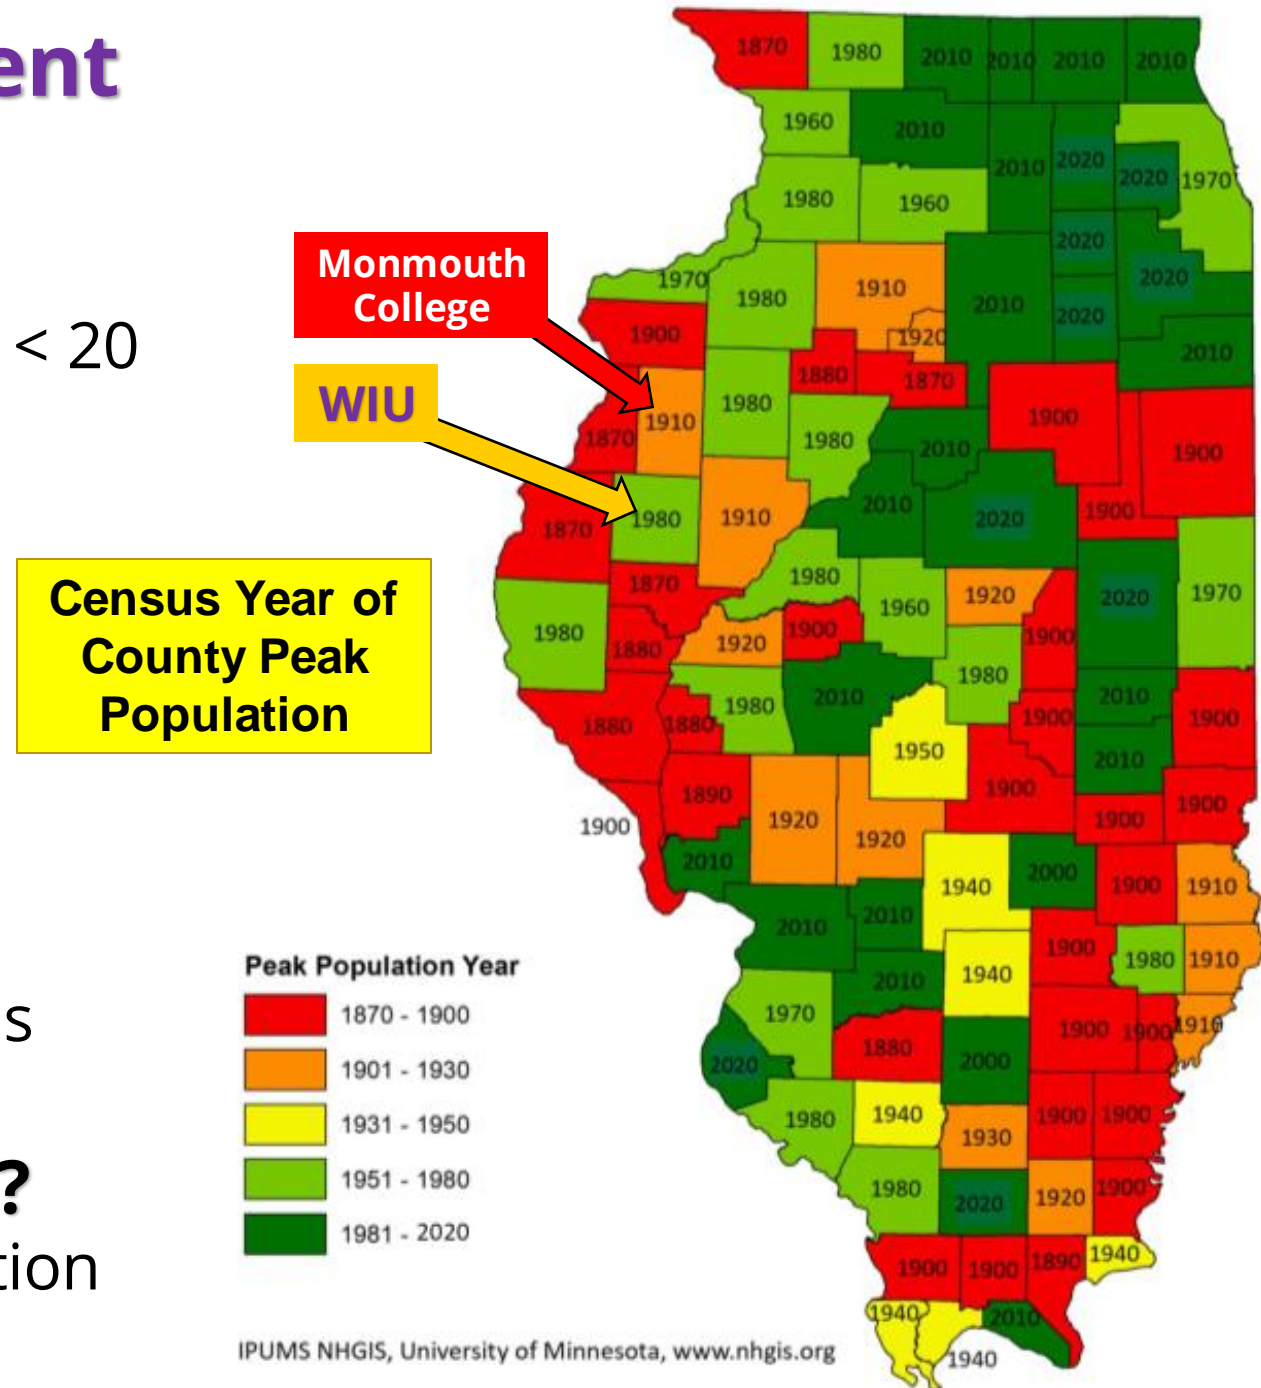 ent
< 20
s
?
tion
Monmouth
College
WIU
Census Year of
County Peak
Population
1870 1980 2010 2010 2010 2010
1960 2010 2010 2020 2020 1970
1980 1960 2020
1970 1980 1910 2010 2020 2020
1900 1920 2010
1870 1910 1980 1880 1870 1900 1900
1980 2010
1870 1980 1910 2010 2020 1900
1870 1980 1960 1920 2020 1970
1980 1880 1920 1900 1980 1900
1880 1880 1980 2010 1900 2010 1900
1950 2010
1900 1890 1920 1920 1900 1900 1900
2010 1940 2000 1900 1910
2010 2010 1900 1980 1910
2010 1940
1970 1880 1900 1900 1910
2020 2000
1980 1940 1930 1900 1900
1980 2020 1920 1900
1900 1900 1890 1940
1940 2010
1940
Peak Population Year
1870 - 1900
1901 - 1930
1931 - 1950
1951 - 1980
1981 - 2020
IPUMS NHGIS, University of Minnesota, www.nhgis.org